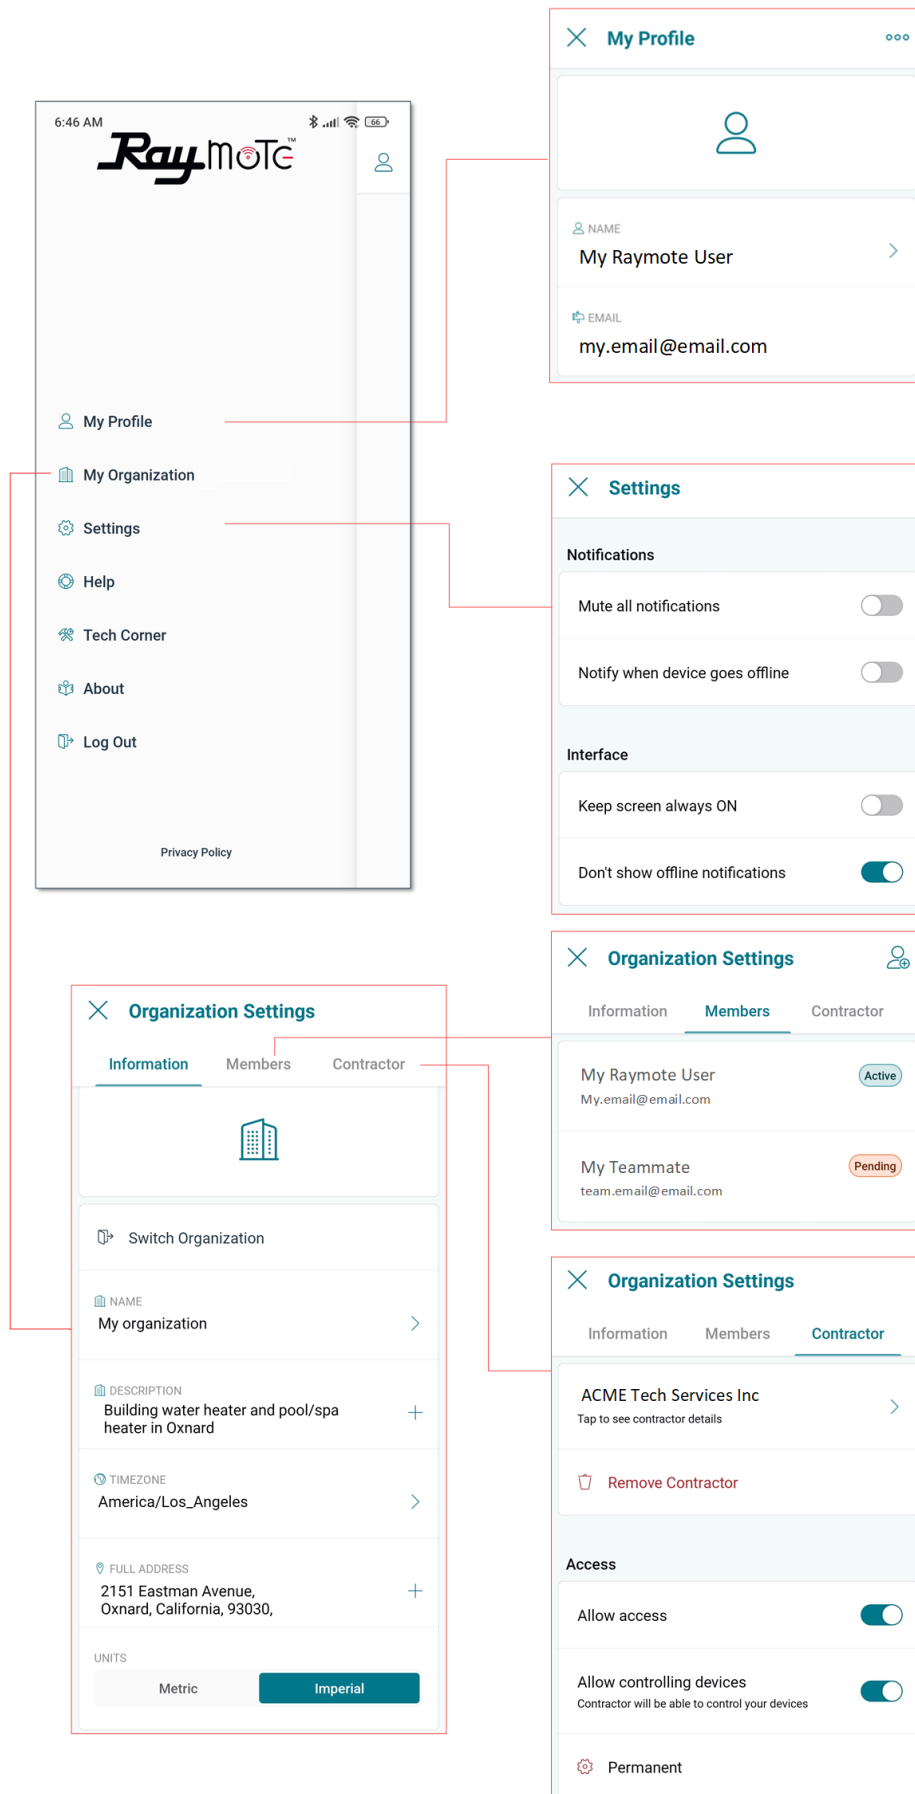 6:46 AM
66
RayMoTe™
My Profile
My Organization
Settings
Help
Tech Corner
About
Log Out
Privacy Policy
My Profile
NAME
My Raymote User
EMAIL
my.email@email.com
Settings
Notifications
Mute all notifications
Notify when device goes offline
Interface
Keep screen always ON
Don't show offline notifications
Organization Settings
Information Members Contractor
Switch Organization
NAME
My organization
DESCRIPTION
Building water heater and pool/spa
heater in Oxnard
TIMEZONE
America/Los_Angeles
FULL ADDRESS
2151 Eastman Avenue,
Oxnard, California, 93030,
UNITS
Metric Imperial
Organization Settings
Information Members Contractor
My Raymote User
Active
My.email@email.com
My Teammate
Pending
team.email@email.com
Organization Settings
Information Members Contractor
ACME Tech Services Inc
Tap to see contractor details
Remove Contractor
Access
Allow access
Allow controlling devices
Contractor will be able to control your devices
Permanent